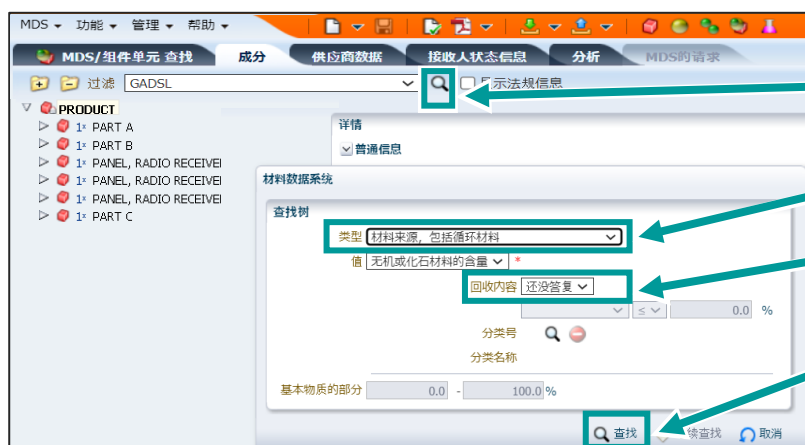 MDS 功能 管理 帮助
MDS/组件单元 查找 成分 供应商数据 接收人状态信息 分析 MDS的请求
过滤 GADSL 示法规信息
PRODUCT
1x PART A
1x PART B
1x PANEL, RADIO RECEIVE
1x PANEL, RADIO RECEIVE
1x PANEL, RADIO RECEIVE
1x PART C
详情
普通信息
材料数据系统
查找树
类型 材料来源，包括循环材料
值 无机或化石材料的含量 *
回收内容 还没答复
≤ 0.0 %
分类号
分类名称
基本物质的部分 0.0 - 100.0 %
查找 续查找 取消